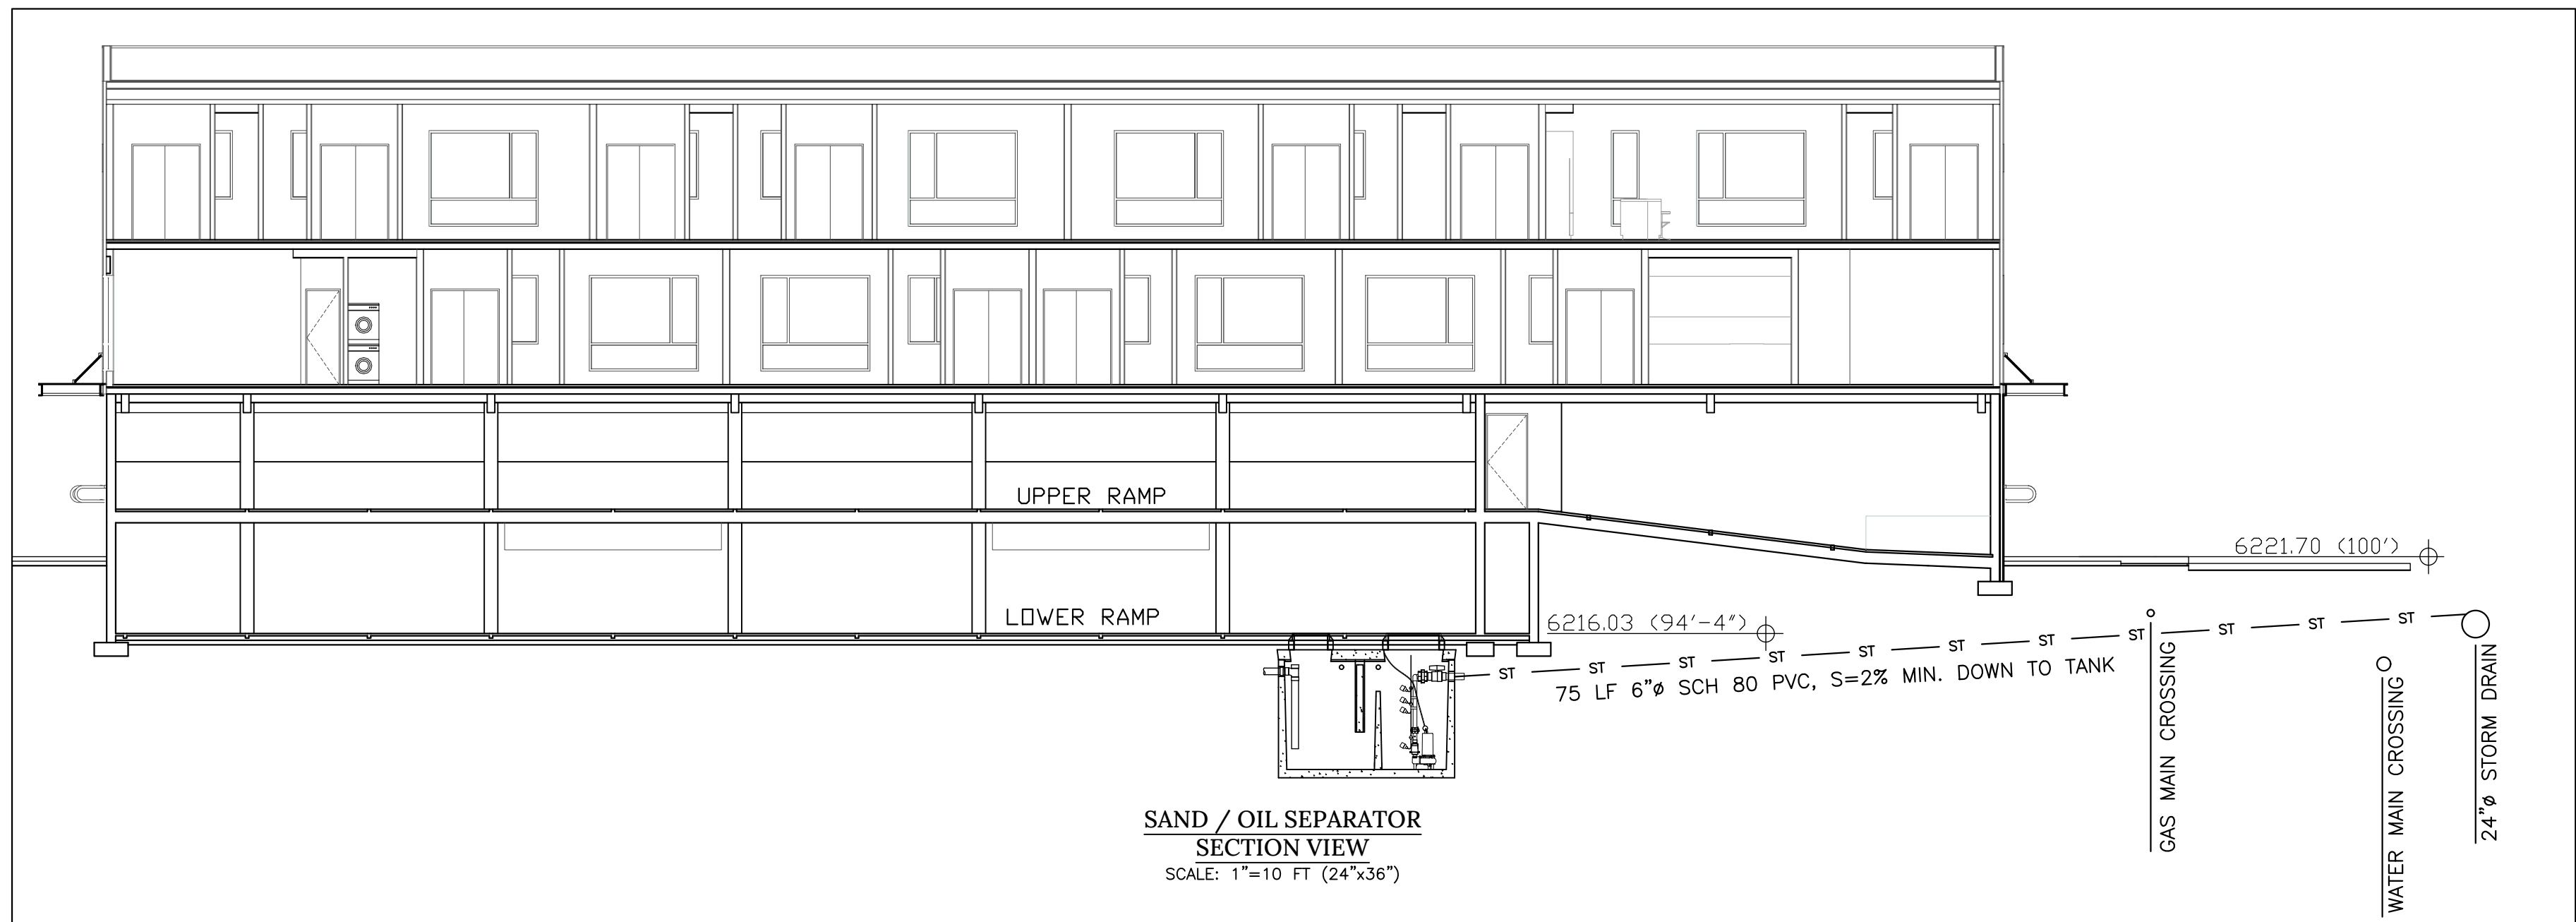 UPPER RAMP
6221.70 (100')
LOWER RAMP
6216.03 (94'-4")
ST ST ST ST ST ST ST ST ST ST ST
75 LF 6"ø SCH 80 PVC, S=2% MIN. DOWN TO TANK
GAS MAIN CROSSING
WATER MAIN CROSSING
24"ø STORM DRAIN
SAND / OIL SEPARATOR
SECTION VIEW
SCALE: 1"=10 FT (24"x36")